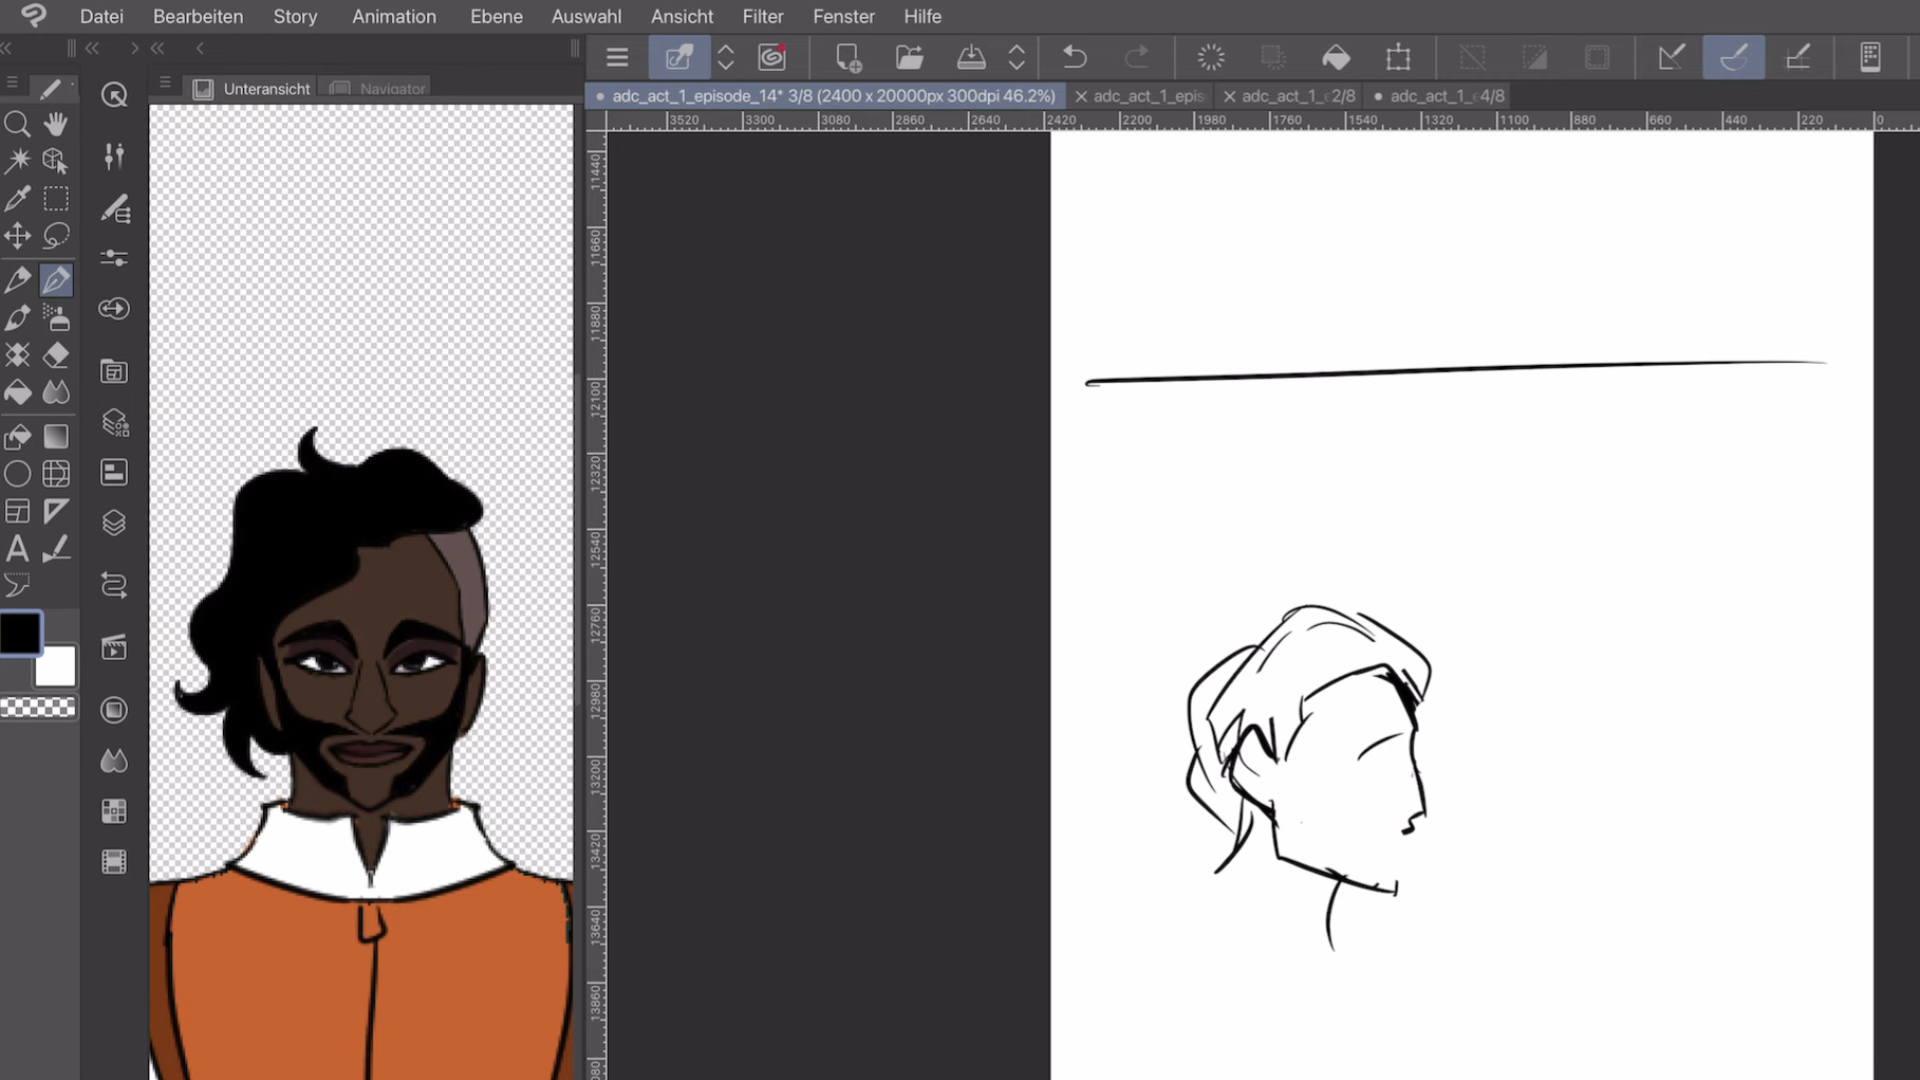 Datei Bearbeiten Story Animation Ebene Auswahl Ansicht Filter Fenster Hilfe
Unteransicht Navigator
adc_act_1_episode_14* 3/8 (2400 x 20000px 300dpi 46.2%) adc_act_1_epis adc_act_1_e 2/8 adc_act_1_e 4/8
3520 3300 3080 2860 2640 2420 2200 1980 1760 1540 1320 1100 880 660 440 220 0
11440
11660
11880
12100
12320
12540
12760
12980
13200
13420
13640
13860
A